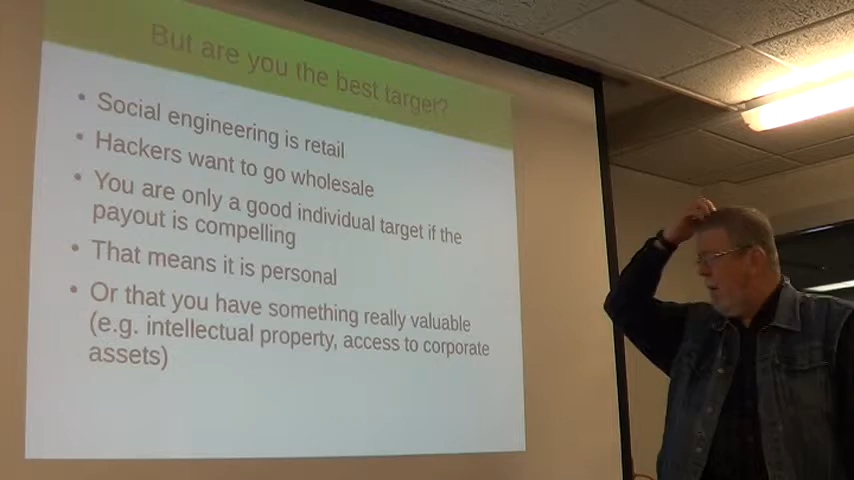 But are you the best target?
• Social engineering is retail
• Hackers want to go wholesale
• You are only a good individual target if the
payout is compelling
• That means it is personal
• Or that you have something really valuable
(e.g. intellectual property, access to corporate
assets)